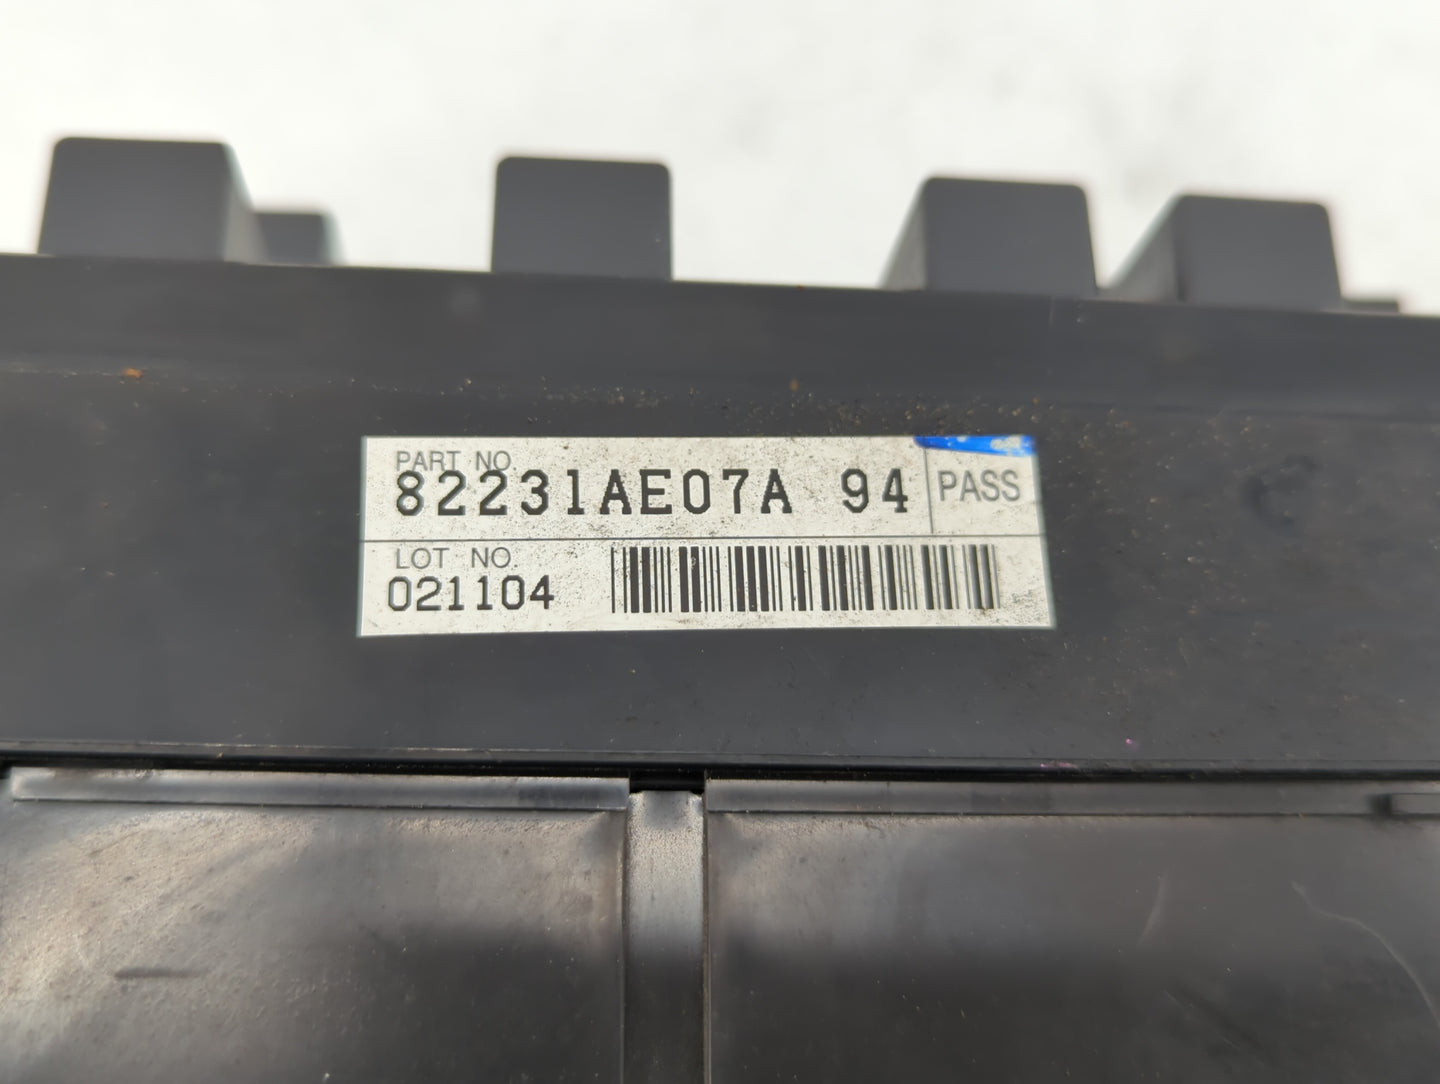 PART NO
82231AE07A 94 PASS
LOT NO.
021104